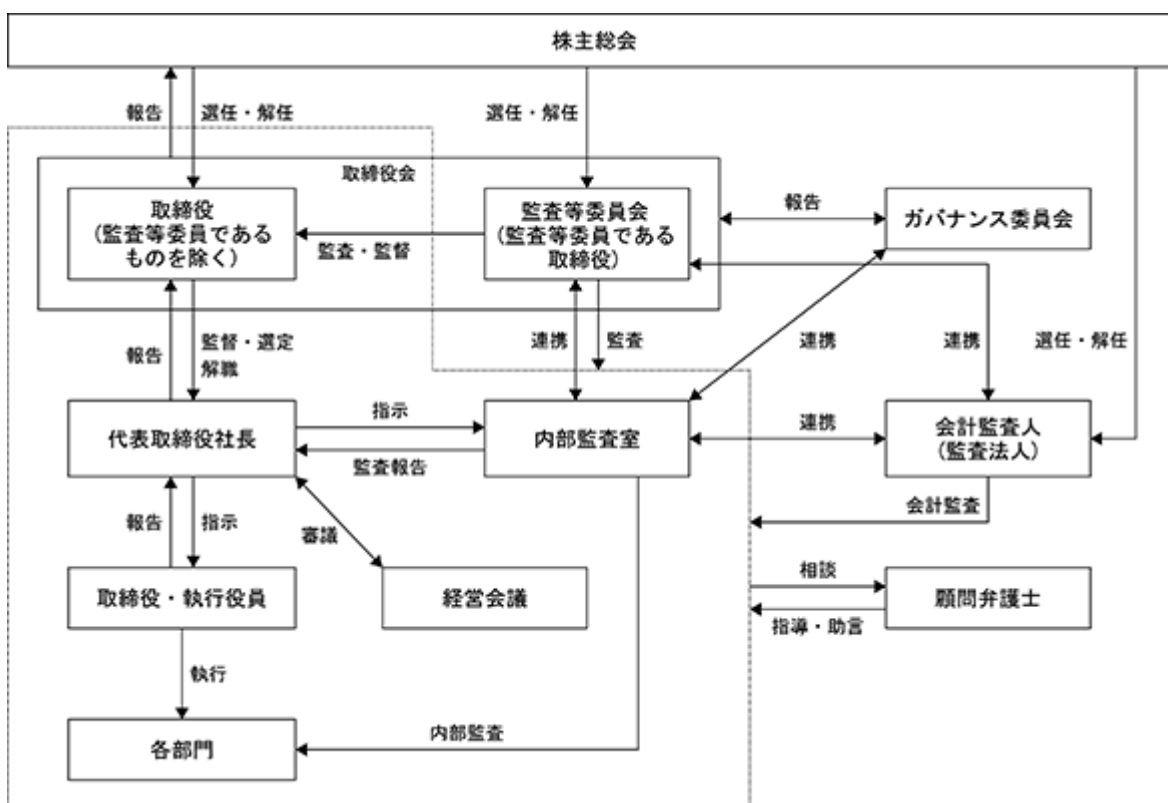 株主総会
報告
選任・解任
選任・解任
取締役会
取締役
(監査等委員である
ものを除く)
監査・監督
監査等委員会
(監査等委員である
取締役)
報告
ガバナンス委員会
報告
監督・選定
解職
連携
監査
連携
連携
選任・解任
代表取締役社長
指示
監査報告
内部監査室
連携
会計監査人
(監査法人)
報告
指示
審議
会計監査
取締役・執行役員
経営会議
相談
指導・助言
顧問弁護士
執行
各部門
内部監査